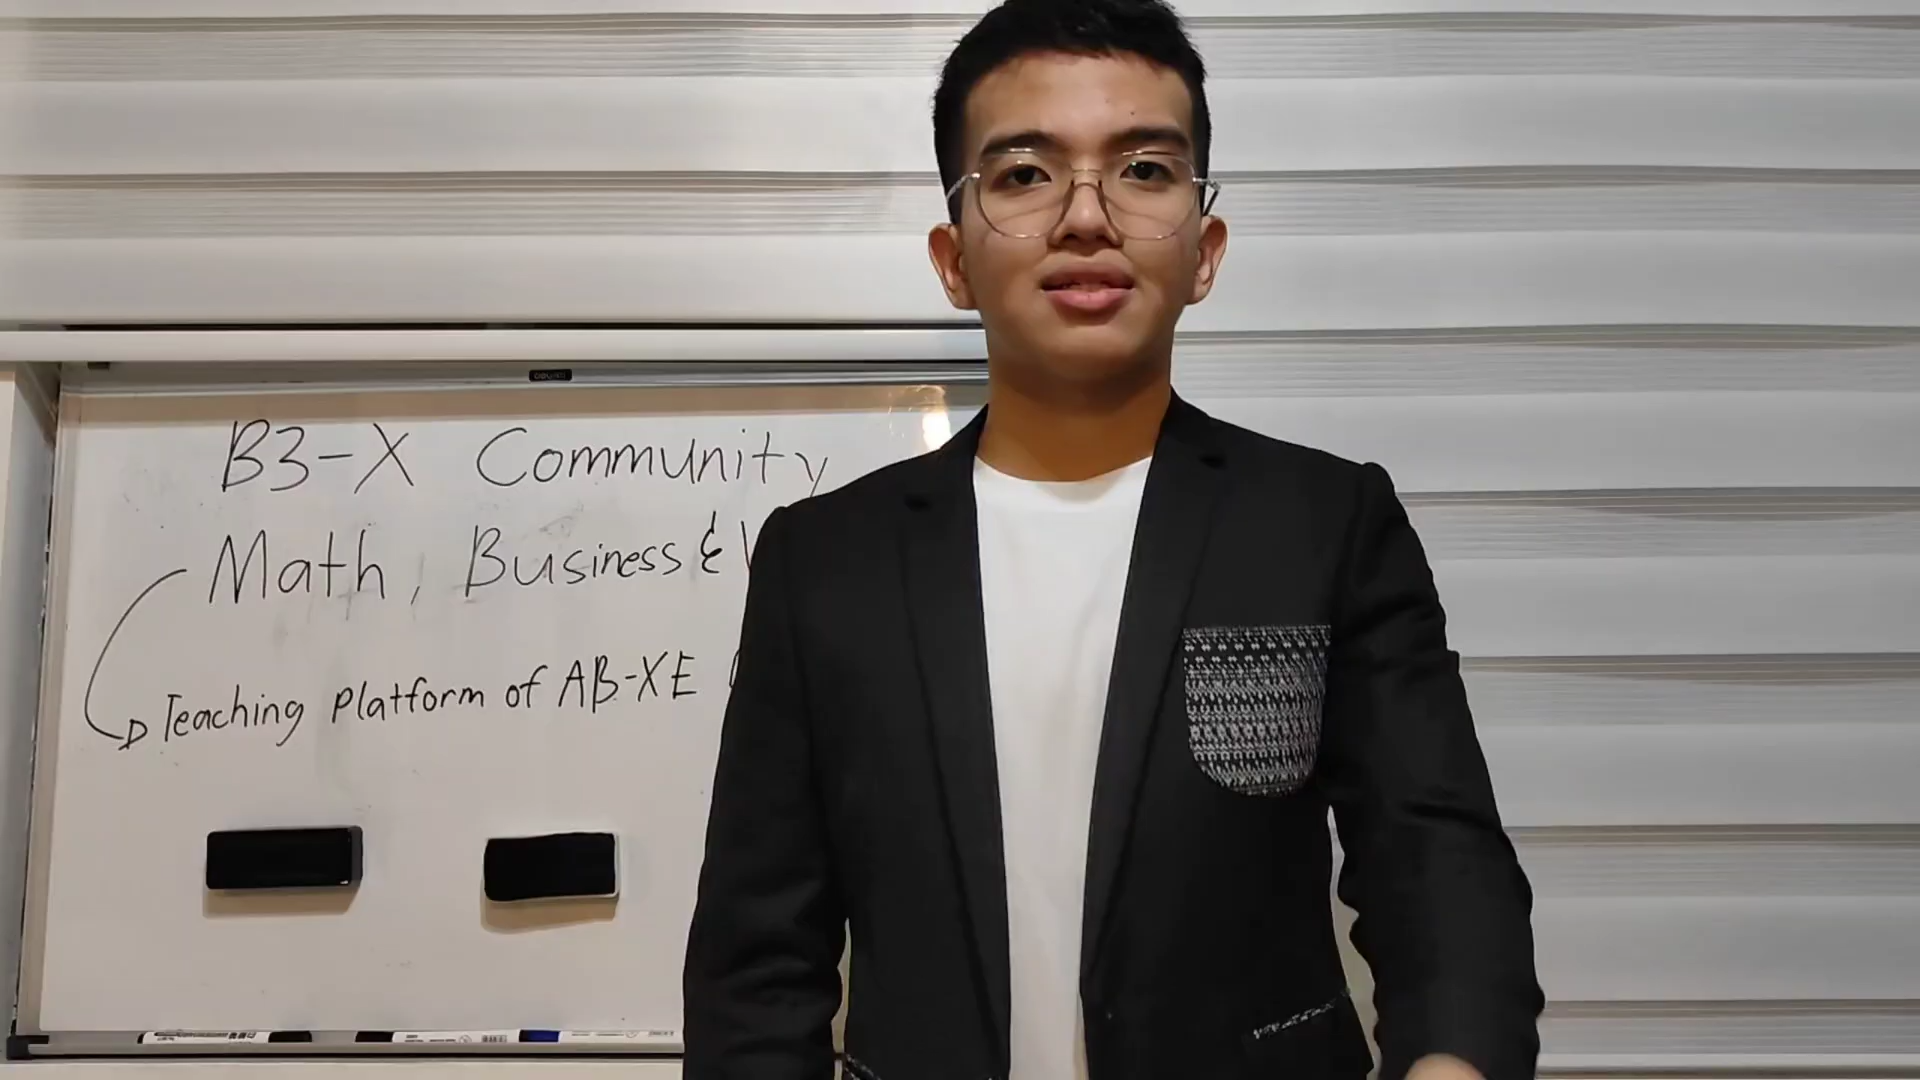 B3-X Community
Math, Business &
Teaching platform of AB-XE